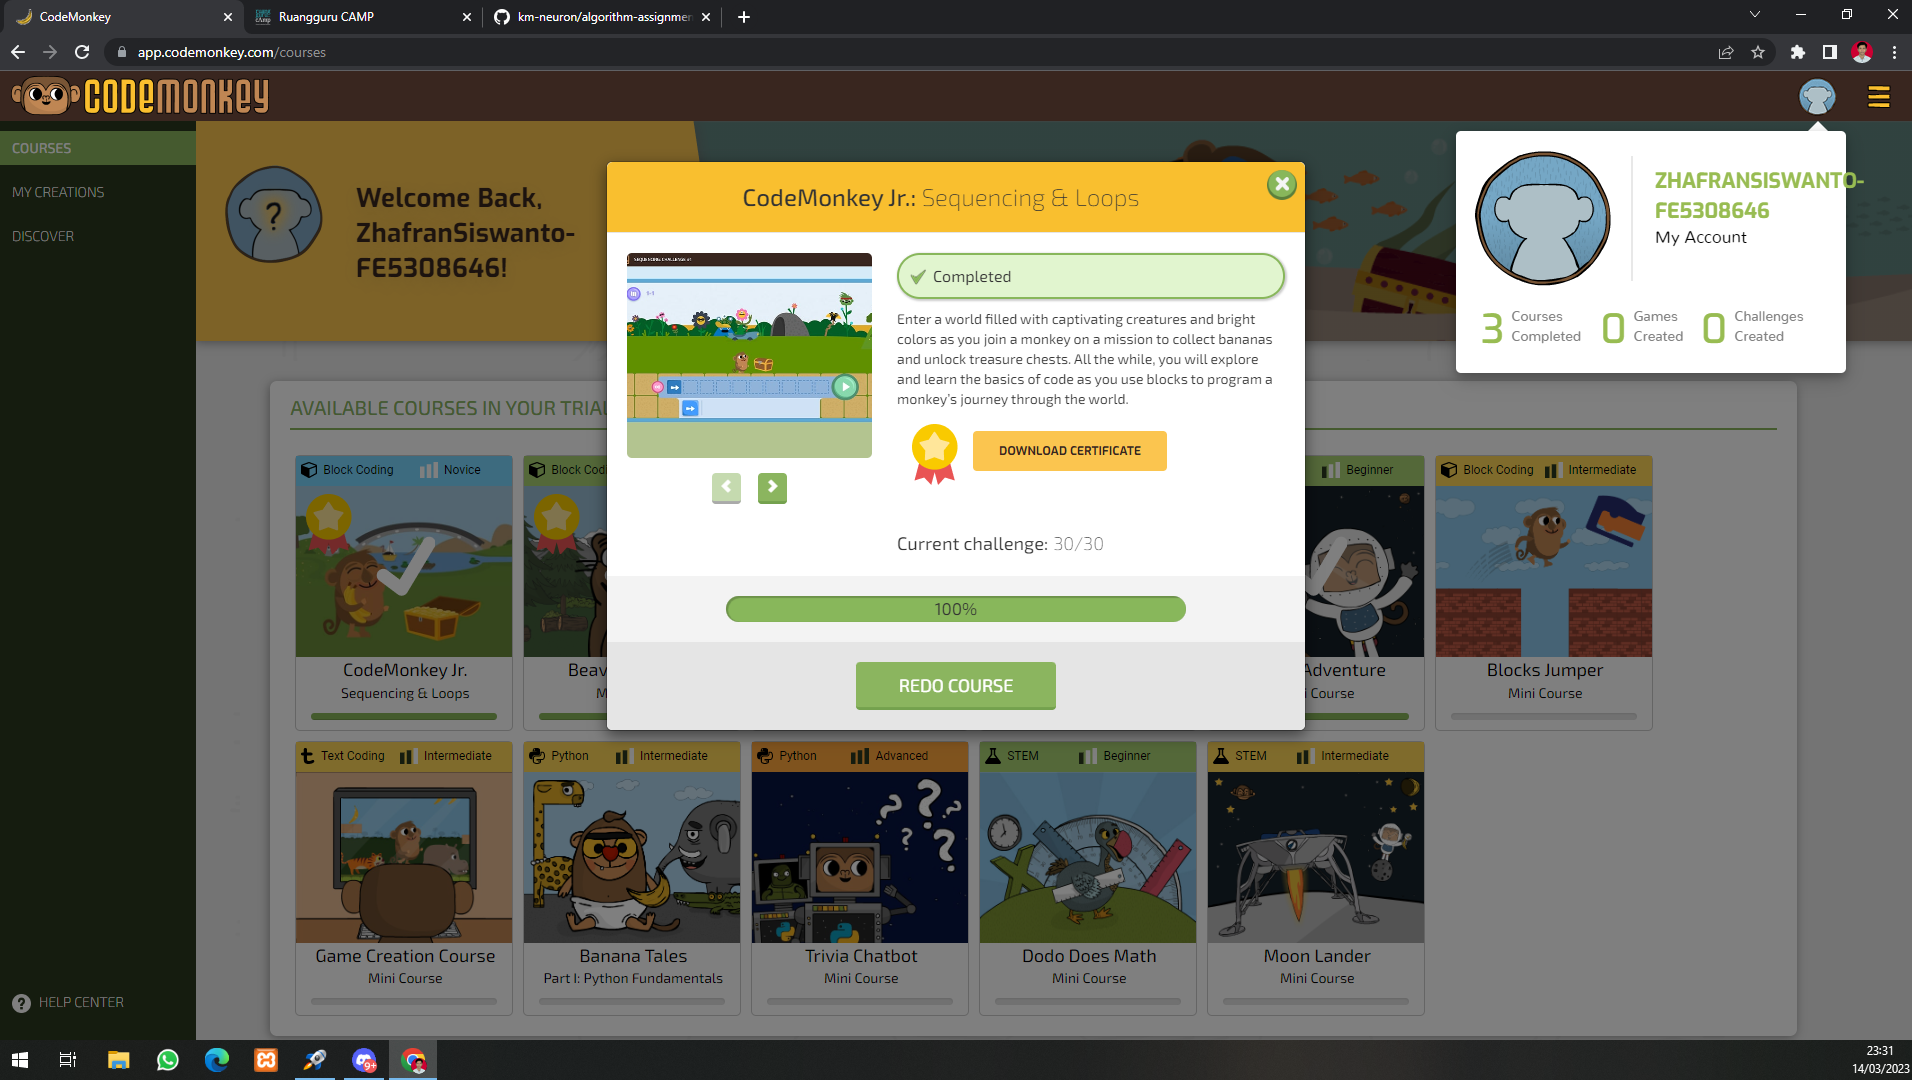 CodeMonkey
Ruangguru CAMP
km-neuron/algorithm-assignmen
app.codemonkey.com/courses
CODEMONKEY
COURSES
MY CREATIONS
DISCOVER
HELP CENTER
Welcome Back,
ZhafranSiswanto-
FE5308646!
ZHAFRANSISWANTO-
FE5308646
My Account
3 Courses Completed
0 Games Created
0 Challenges Created
CodeMonkey Jr.: Sequencing & Loops
SEQUENCING CHALLENGE #1
Completed
Enter a world filled with captivating creatures and bright
colors as you join a monkey on a mission to collect bananas
and unlock treasure chests. All the while, you will explore
and learn the basics of code as you use blocks to program a
monkey's journey through the world.
DOWNLOAD CERTIFICATE
Current challenge: 30/30
100%
REDO COURSE
AVAILABLE COURSES IN YOUR TRIAL
Block Coding Novice
CodeMonkey Jr.
Sequencing & Loops
Block Codi
Beav
M
Beginner
Adventure
i Course
Block Coding Intermediate
Blocks Jumper
Mini Course
Text Coding Intermediate
Game Creation Course
Mini Course
Python Intermediate
Banana Tales
Part I: Python Fundamentals
Python Advanced
Trivia Chatbot
Mini Course
STEM Beginner
Dodo Does Math
Mini Course
STEM Intermediate
Moon Lander
Mini Course
9+
23:31
14/03/2023